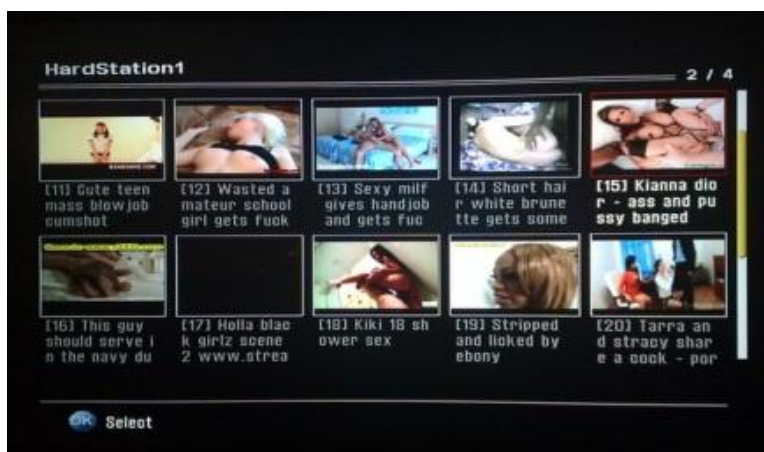 HardStation1
2 / 4
[11] Cute teen
mass blowjob
cumshot
[12] Wasted a
mateur school
girl gets fuck
[13] Sexy milf
gives handjob
and gets fuc
[14] Short hai
r white brune
tte gets some
[15] Kianna dio
r - ass and pu
ssy banged
[16] This guy
should serve i
n the navy du
[17] Holla blac
k girlz scene
2 www.strea
[18] Kiki 18 sh
ower sex
[19] Stripped
and licked by
ebony
[20] Tarra an
d stracy shar
e a cock - por
OK Select